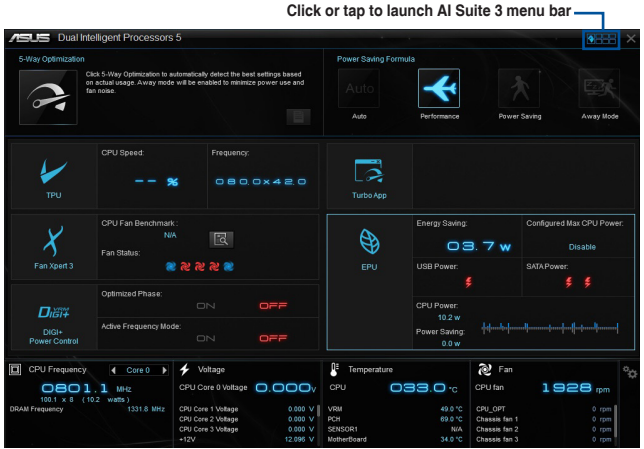 Click or tap to launch AI Suite 3 menu bar
ASUS Dual Intelligent Processors 5
5-Way Optimization
Click 5-Way Optimization to automatically detect the best settings based
on actual usage. Away mode will be enabled to minimize power use and
fan noise.
Power Saving Formula
Auto
Auto
Performance
Power Saving
Away Mode
TPU
CPU Speed:
-- %
Frequency:
080.0x42.0
Turbo App
Fan Xpert 3
CPU Fan Benchmark :
N/A
Fan Status:
EPU
Energy Saving:
03.7 w
Configured Max CPU Power:
Disable
USB Power:
SATA Power:
CPU Power:
10.2 w
Power Saving:
0.0 w
DIGI+ VRM
DIGI+
Power Control
Optimized Phase:
ON OFF
Active Frequency Mode:
ON OFF
CPU Frequency
Core 0
0801.1 MHz
100.1 x 8 (10.2 watts)
DRAM Frequency 1331.8 MHz
Voltage
CPU Core 0 Voltage 0.000v
CPU Core 1 Voltage 0.000 V
CPU Core 2 Voltage 0.000 V
CPU Core 3 Voltage 0.000 V
+12V 12.096 V
Temperature
CPU 033.0 °C
VRM 49.0 °C
PCH 69.0 °C
SENSOR1 N/A
MotherBoard 34.0 °C
Fan
CPU fan 1928 rpm
CPU_OPT 0 rpm
Chassis fan 1 0 rpm
Chassis fan 2 0 rpm
Chassis fan 3 0 rpm